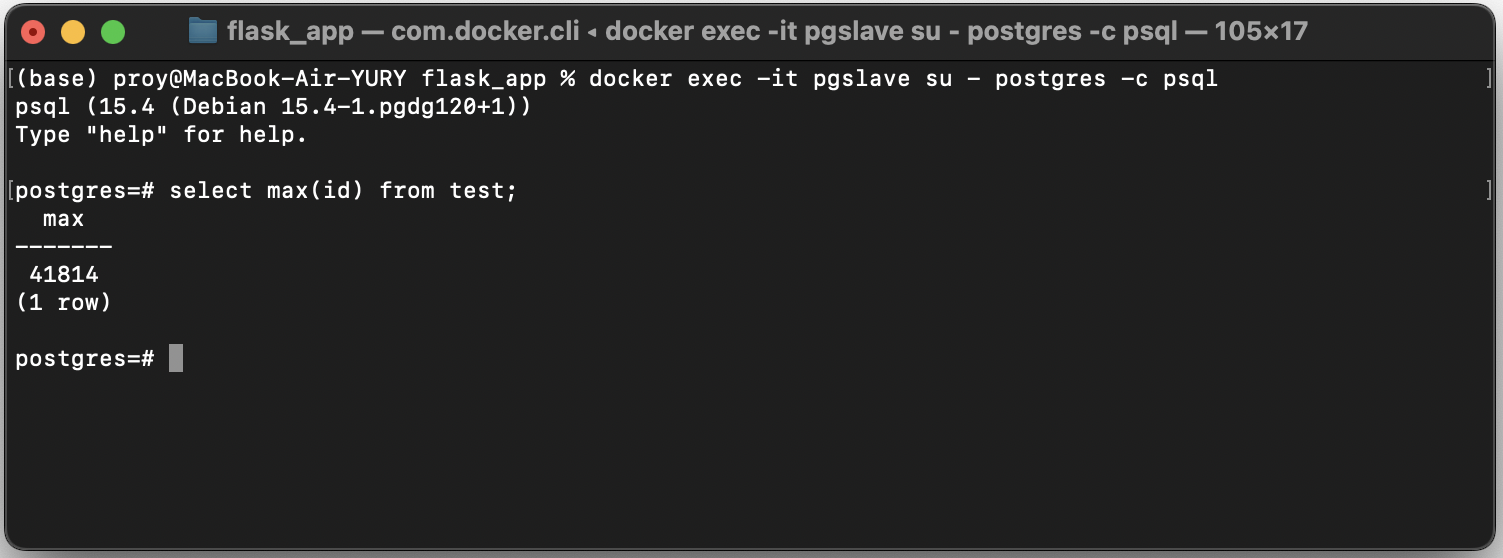 flask_app — com.docker.cli ◂ docker exec -it pgslave su - postgres -c psql — 105×17
[(base) proy@MacBook-Air-YURY flask_app % docker exec -it pgslave su - postgres -c psql ]
psql (15.4 (Debian 15.4-1.pgdg120+1))
Type "help" for help.
[postgres=# select max(id) from test; ]
max
-------
41814
(1 row)
postgres=#